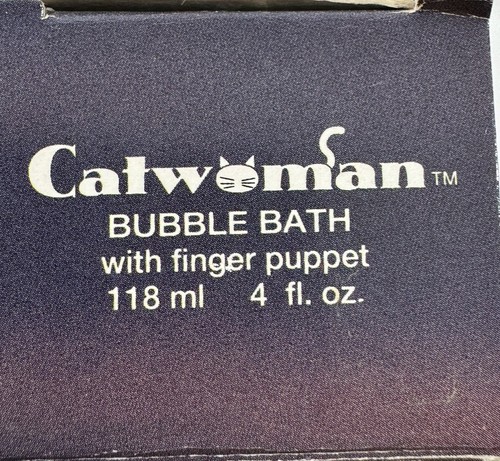 Catwoman™
BUBBLE BATH
with finger puppet
118 ml 4 fl. oz.